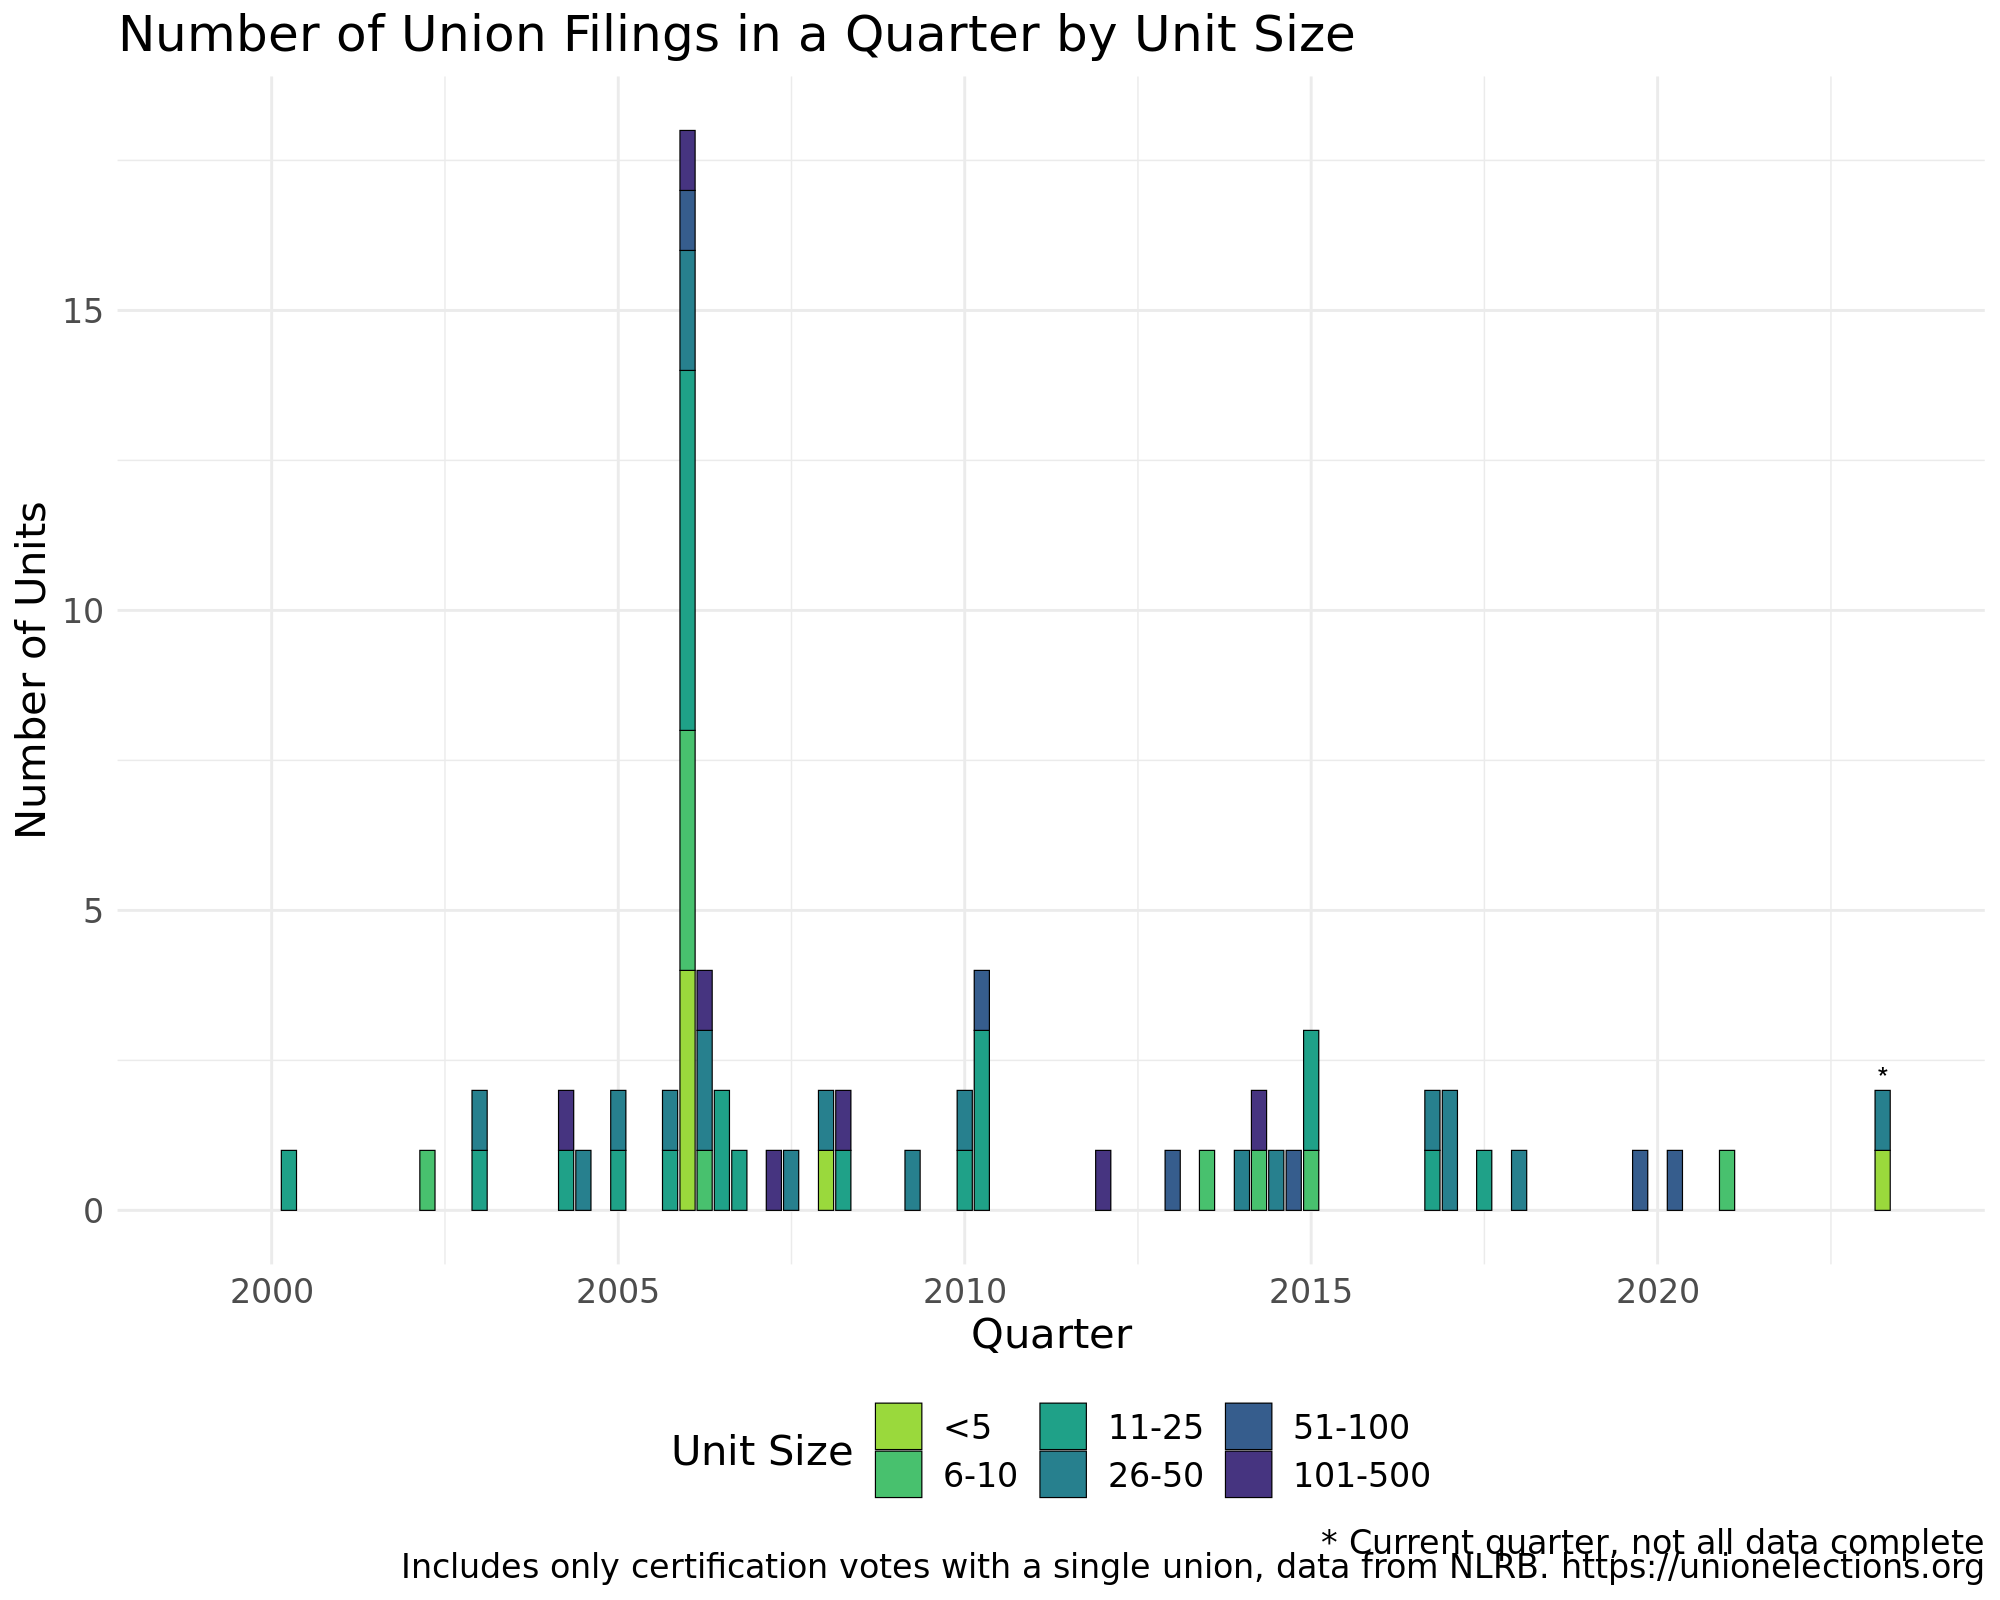 Number of Union Filings in a Quarter by Unit Size
Number of Units
15
10
5
0
*
2000 2005 2010 2015 2020
Quarter
Unit Size
<5 11-25 51-100
6-10 26-50 101-500
* Current quarter, not all data complete
Includes only certification votes with a single union, data from NLRB. https://unionelections.org